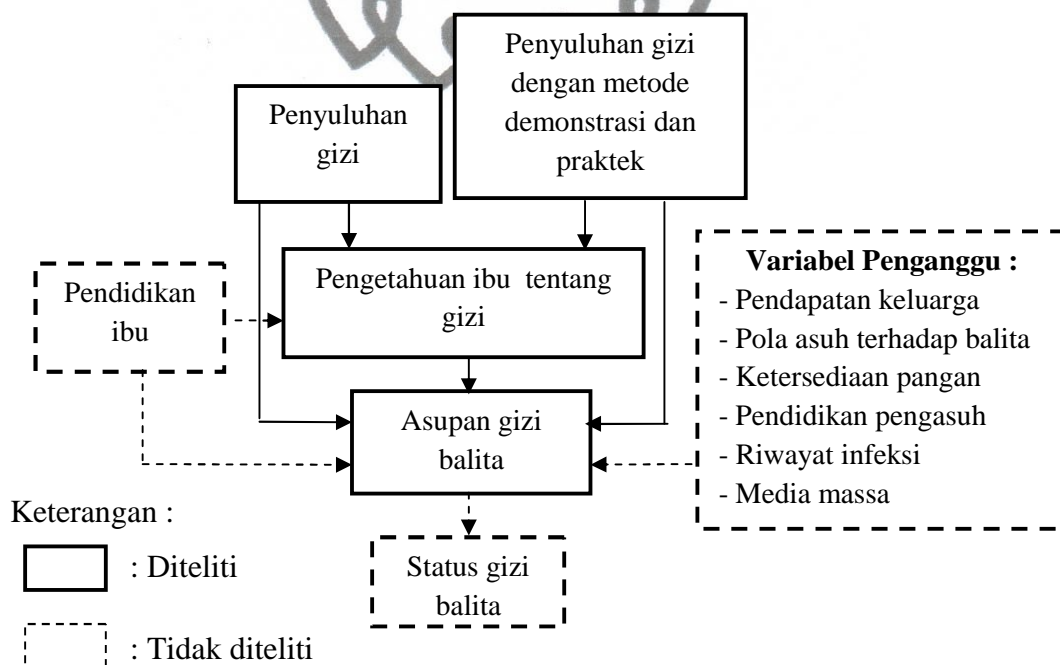 Penyuluhan gizi
dengan metode
demonstrasi dan
praktek
Penyuluhan
gizi
Pengetahuan ibu tentang
gizi
Pendidikan
ibu
Variabel Penganggu :
- Pendapatan keluarga
- Pola asuh terhadap balita
- Ketersediaan pangan
- Pendidikan pengasuh
- Riwayat infeksi
- Media massa
Asupan gizi
balita
Status gizi
balita
Keterangan :
: Diteliti
: Tidak diteliti